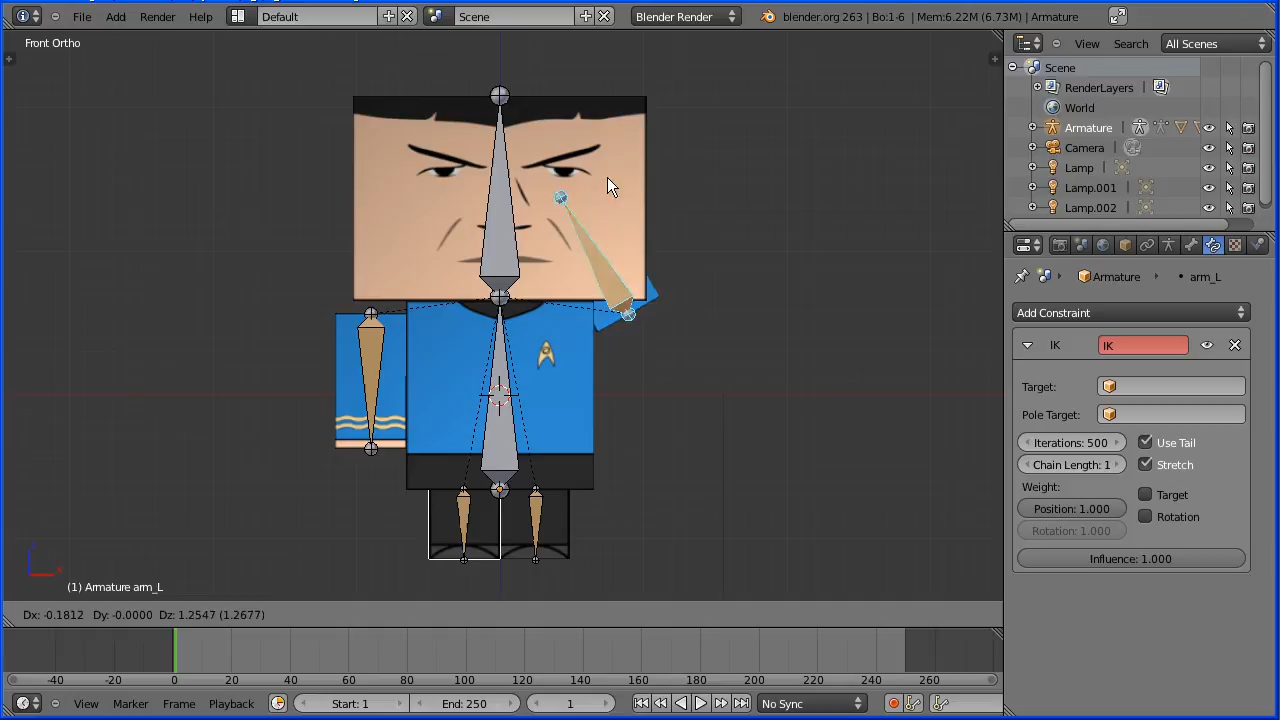 File Add Render Help Default Scene Blender Render blender.org 263 | Bo:1-6 | Mem:6.22M (6.73M) | Armature
Front Ortho
View Search All Scenes
Scene
RenderLayers
World
Armature
Camera
Lamp
Lamp.001
Lamp.002
Armature arm_L
Add Constraint
IK IK
Target:
Pole Target:
Iterations: 500 Use Tail
Chain Length: 1 Stretch
Weight:
Target
Position: 1.000
Rotation
Rotation: 1.000
Influence: 1.000
(1) Armature arm_L
Dx: -0.1812 Dy: -0.0000 Dz: 1.2547 (1.2677)
-40 -20 0 20 40 60 80 100 120 140 160 180 200 220 240 260
View Marker Frame Playback Start: 1 End: 250 1 No Sync